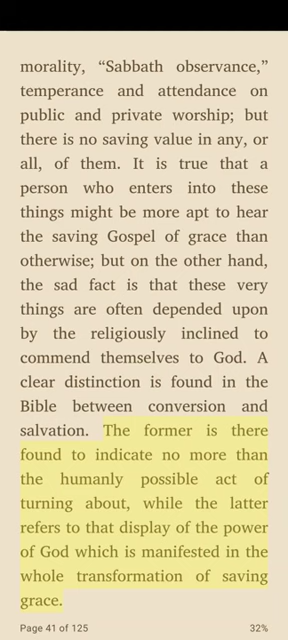 morality, “Sabbath observance,”
temperance and attendance on
public and private worship; but
there is no saving value in any, or
all, of them. It is true that a
person who enters into these
things might be more apt to hear
the saving Gospel of grace than
otherwise; but on the other hand,
the sad fact is that these very
things are often depended upon
by the religiously inclined to
commend themselves to God. A
clear distinction is found in the
Bible between conversion and
salvation. The former is there
found to indicate no more than
the humanly possible act of
turning about, while the latter
refers to that display of the power
of God which is manifested in the
whole transformation of saving
grace.
Page 41 of 125 32%